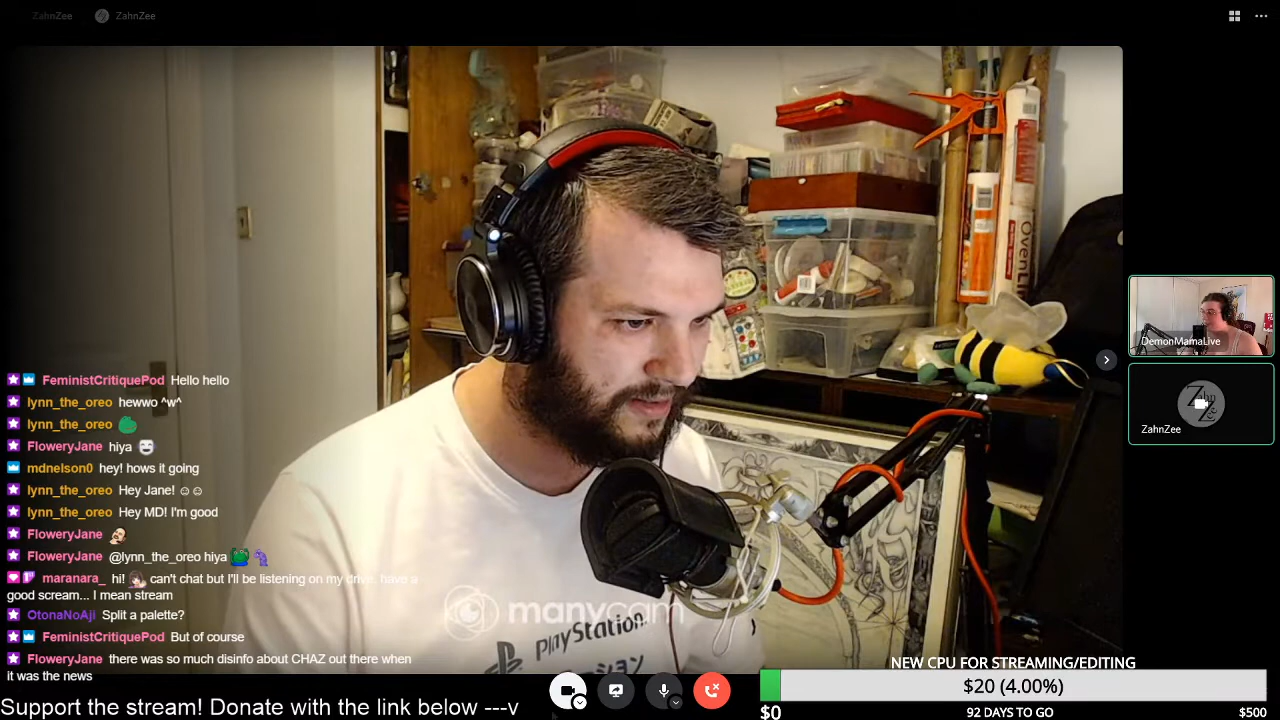 ZahnZee
ZahnZee
FeministCritiquePod Hello hello
lynn_the_oreo hewwo ^w^
lynn_the_oreo
FloweryJane hiya
mdnelson0 hey! hows it going
lynn_the_oreo Hey Jane! ☺☺
lynn_the_oreo Hey MD! I'm good
FloweryJane
FloweryJane @lynn_the_oreo hiya
maranara_ hi! can't chat but I'll be listening on my drive. have a
good scream... I mean stream
OtonaNoAji Split a palette?
FeministCritiquePod But of course
FloweryJane there was so much disinfo about CHAZ out there when
it was the news
Support the stream! Donate with the link below ---v
manycam
PlayStation
OvenL
DemonMamaLive
Zahn
Zee
ZahnZee
NEW CPU FOR STREAMING/EDITING
$20 (4.00%)
$0 92 DAYS TO GO $500